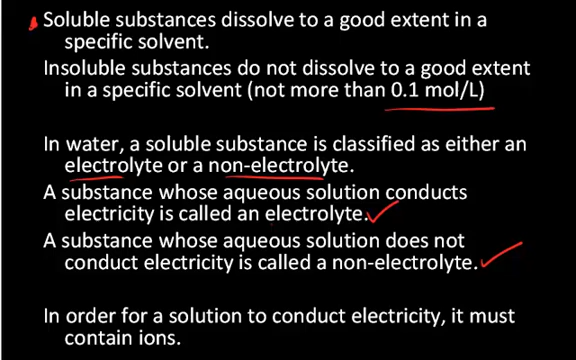 Soluble substances dissolve to a good extent in a
specific solvent.
Insoluble substances do not dissolve to a good extent
in a specific solvent (not more than 0.1 mol/L)
In water, a soluble substance is classified as either an
electrolyte or a non-electrolyte.
A substance whose aqueous solution conducts
electricity is called an electrolyte.
A substance whose aqueous solution does not
conduct electricity is called a non-electrolyte.
In order for a solution to conduct electricity, it must
contain ions.